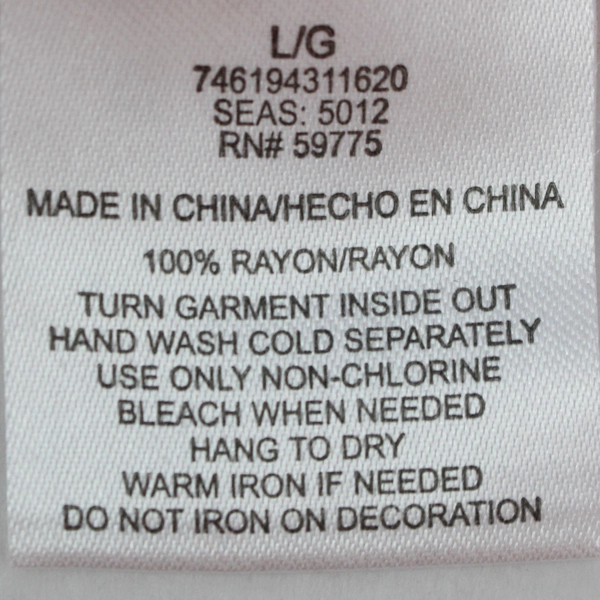 L/G
746194311620
SEAS: 5012
RN# 59775
MADE IN CHINA/HECHO EN CHINA
100% RAYON/RAYON
TURN GARMENT INSIDE OUT
HAND WASH COLD SEPARATELY
USE ONLY NON-CHLORINE
BLEACH WHEN NEEDED
HANG TO DRY
WARM IRON IF NEEDED
DO NOT IRON ON DECORATION